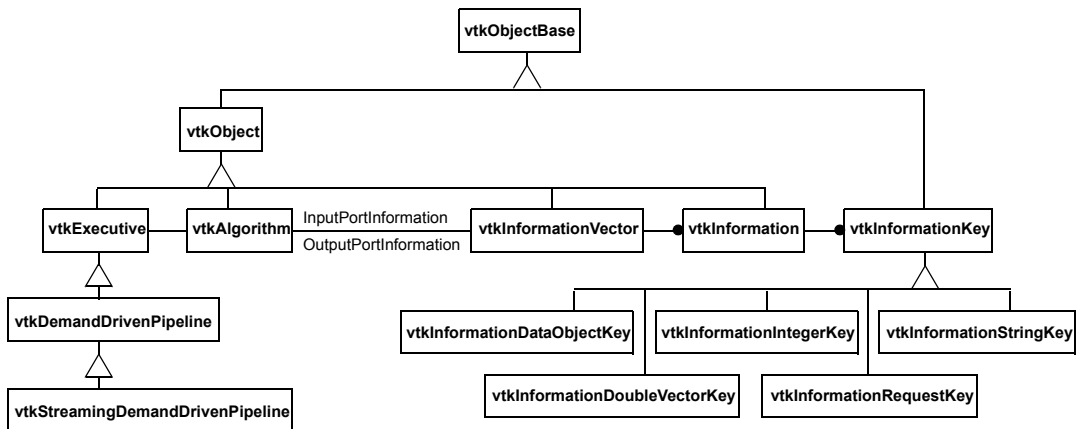 vtkObjectBase
vtkObject
vtkExecutive
vtkAlgorithm
InputPortInformation
OutputPortInformation
vtkInformationVector
vtkInformation
vtkInformationKey
vtkDemandDrivenPipeline
vtkInformationDataObjectKey
vtkInformationIntegerKey
vtkInformationStringKey
vtkStreamingDemandDrivenPipeline
vtkInformationDoubleVectorKey
vtkInformationRequestKey